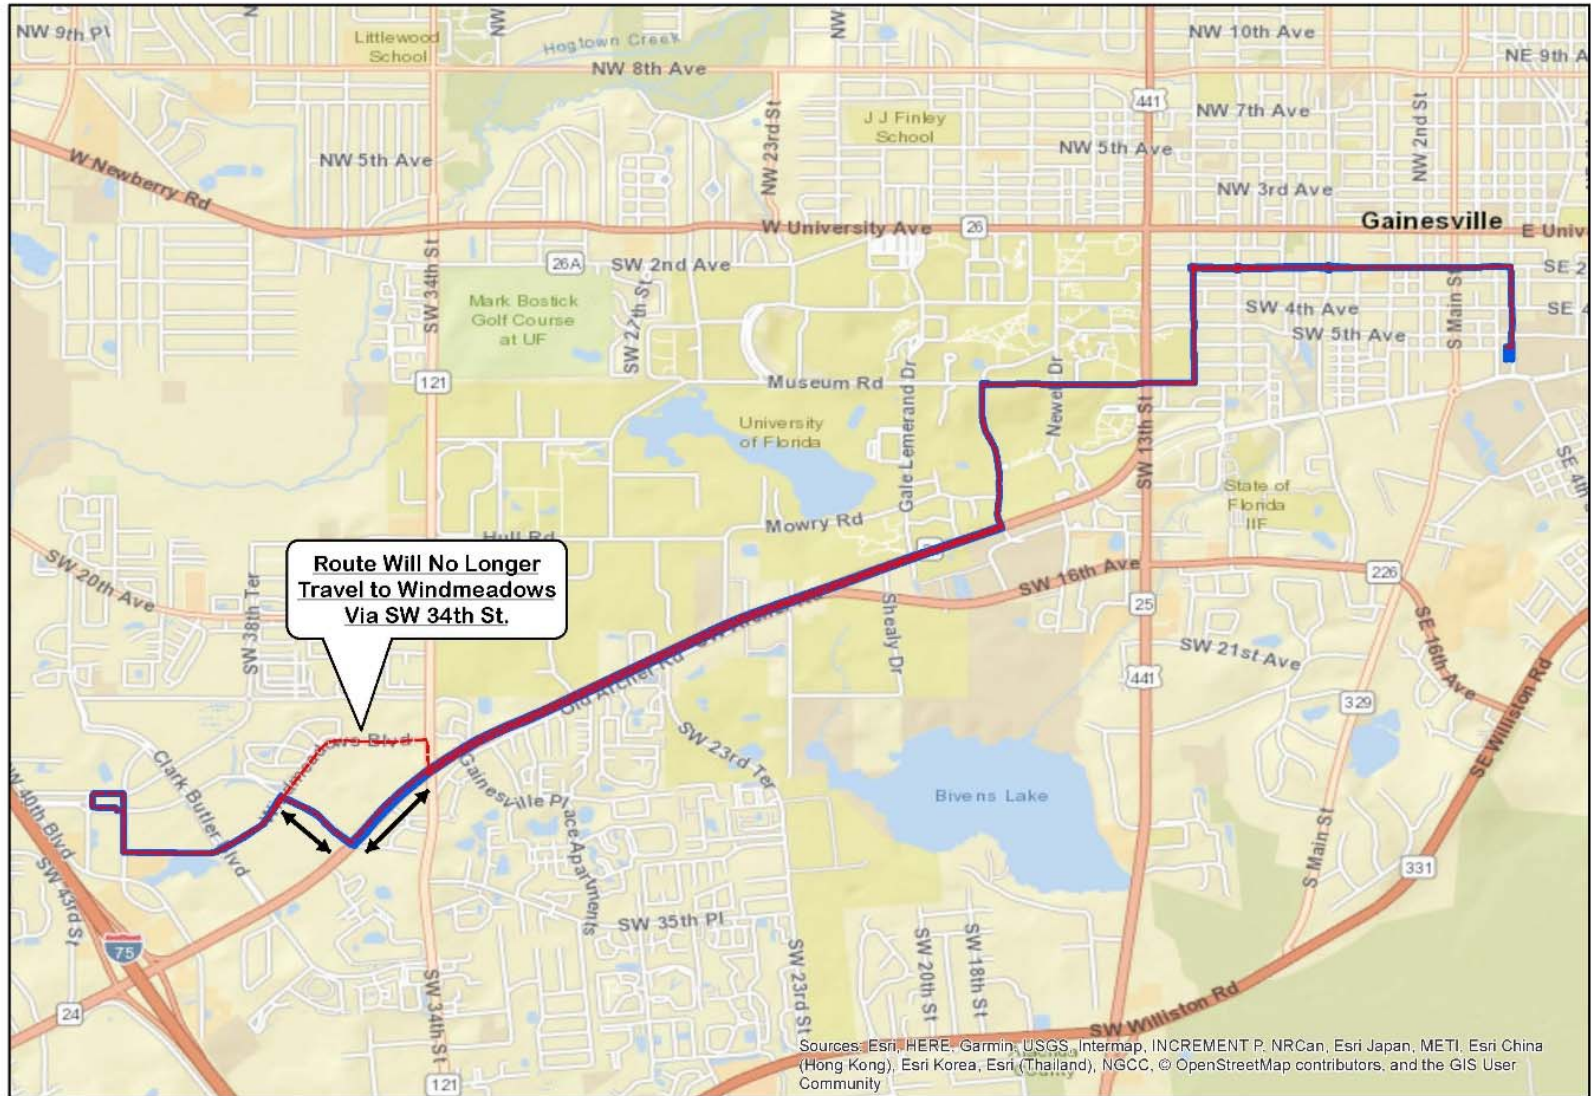 NW 9th Pl
Littlewood
School
NW
Hogtown Creek
NW 8th Ave
NW
NW 10th Ave
NE 9th A
441
NW 7th Ave
NW 2nd St
J J Finley
School
NW 23rd St
NW 5th Ave
NW 5th Ave
W Newberry Rd
NW 3rd Ave
Gainesville
W University Ave
26
E Univ
26A
SW 2nd Ave
SE 2
SW 34th St
Mark Bostick
Golf Course
at UF
SW 27th St
SW 4th Ave
SE 4
SW 5th Ave
S Main St
121
Museum Rd
Gale Lemerand Dr
Newell Dr
University
of Florida
SW 13th St
SE 4th
State of
Florida
IIF
Mowry Rd
Hull Rd
Route Will No Longer
Travel to Windmeadows
Via SW 34th St.
SW 20th Ave
SW 38th Ter
SW 16th Ave
226
25
Shealy Dr
SE 16th Ave
SW 21st Ave
Old Archer Rd
441
329
SE Williston Rd
SW 23rd Ter
Clark Butler Blvd
Gainesville Pl
Place Apartments
Bivens Lake
W 40th Blvd
SW 43rd St
S Main St
331
SW 35th Pl
75
SW 20th St
SW 18th St
SW 23rd St
24
SW 34th St
SW Williston Rd
121
Sources: Esri, HERE, Garmin, USGS, Intermap, INCREMENT P, NRCan, Esri Japan, METI, Esri China
(Hong Kong), Esri Korea, Esri (Thailand), NGCC, © OpenStreetMap contributors, and the GIS User
Community